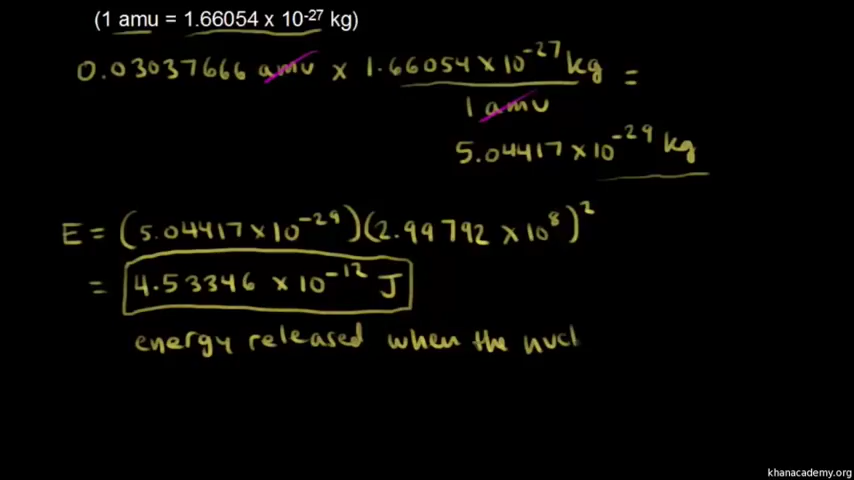 (1 amu = 1.66054 x 10⁻²⁷ kg)
0.03037666 amu × 1.66054 × 10⁻²⁷ kg =
1 amu
5.04417 × 10⁻²⁹ kg
E = (5.04417 × 10⁻²⁹)(2.99792 × 10⁸)²
= 4.53346 × 10⁻¹² J
energy released when the nucl
khanacademy.org